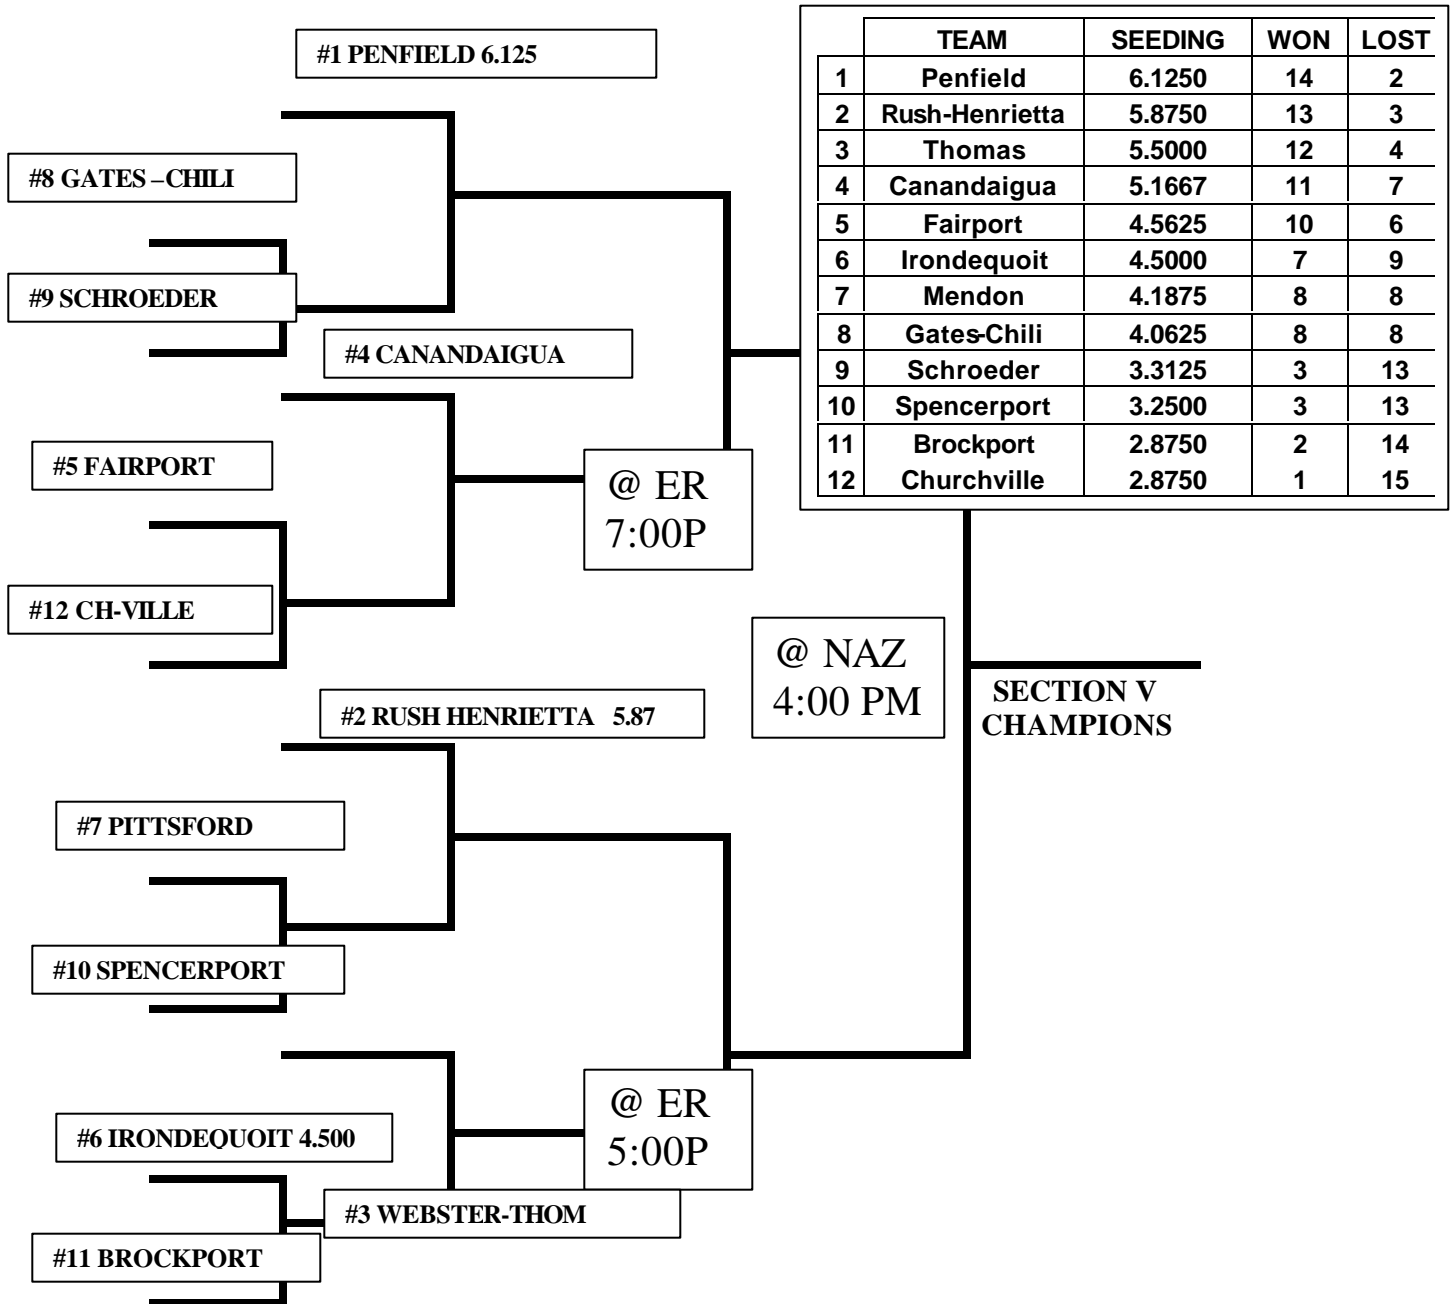 #1 PENFIELD 6.125
#8 GATES –CHILI
#9 SCHROEDER
#4 CANANDAIGUA
#5 FAIRPORT
@ ER
7:00P
#12 CH-VILLE
#2 RUSH HENRIETTA 5.87
#7 PITTSFORD
#10 SPENCERPORT
@ ER
5:00P
#6 IRONDEQUOIT 4.500
#3 WEBSTER-THOM
#11 BROCKPORT
@ NAZ
4:00 PM
SECTION V
CHAMPIONS
TEAM SEEDING WON LOST
1 Penfield 6.1250 14 2
2 Rush-Henrietta 5.8750 13 3
3 Thomas 5.5000 12 4
4 Canandaigua 5.1667 11 7
5 Fairport 4.5625 10 6
6 Irondequoit 4.5000 7 9
7 Mendon 4.1875 8 8
8 Gates-Chili 4.0625 8 8
9 Schroeder 3.3125 3 13
10 Spencerport 3.2500 3 13
11 Brockport 2.8750 2 14
12 Churchville 2.8750 1 15